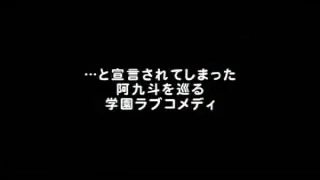 …と宣言されてしまった
阿九斗を巡る
学園ラブコメディ